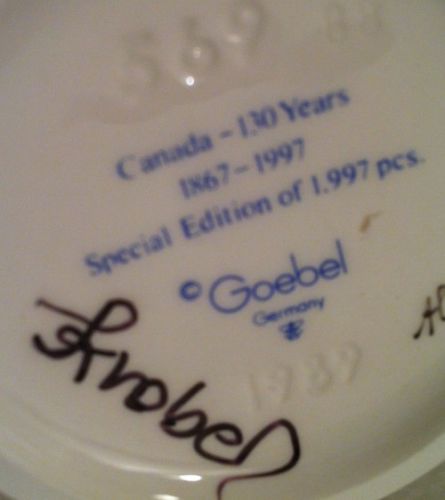 569
Canada - 130 Years
1867 - 1997
Special Edition of 1.997 pcs.
© Goebel
Germany
1989